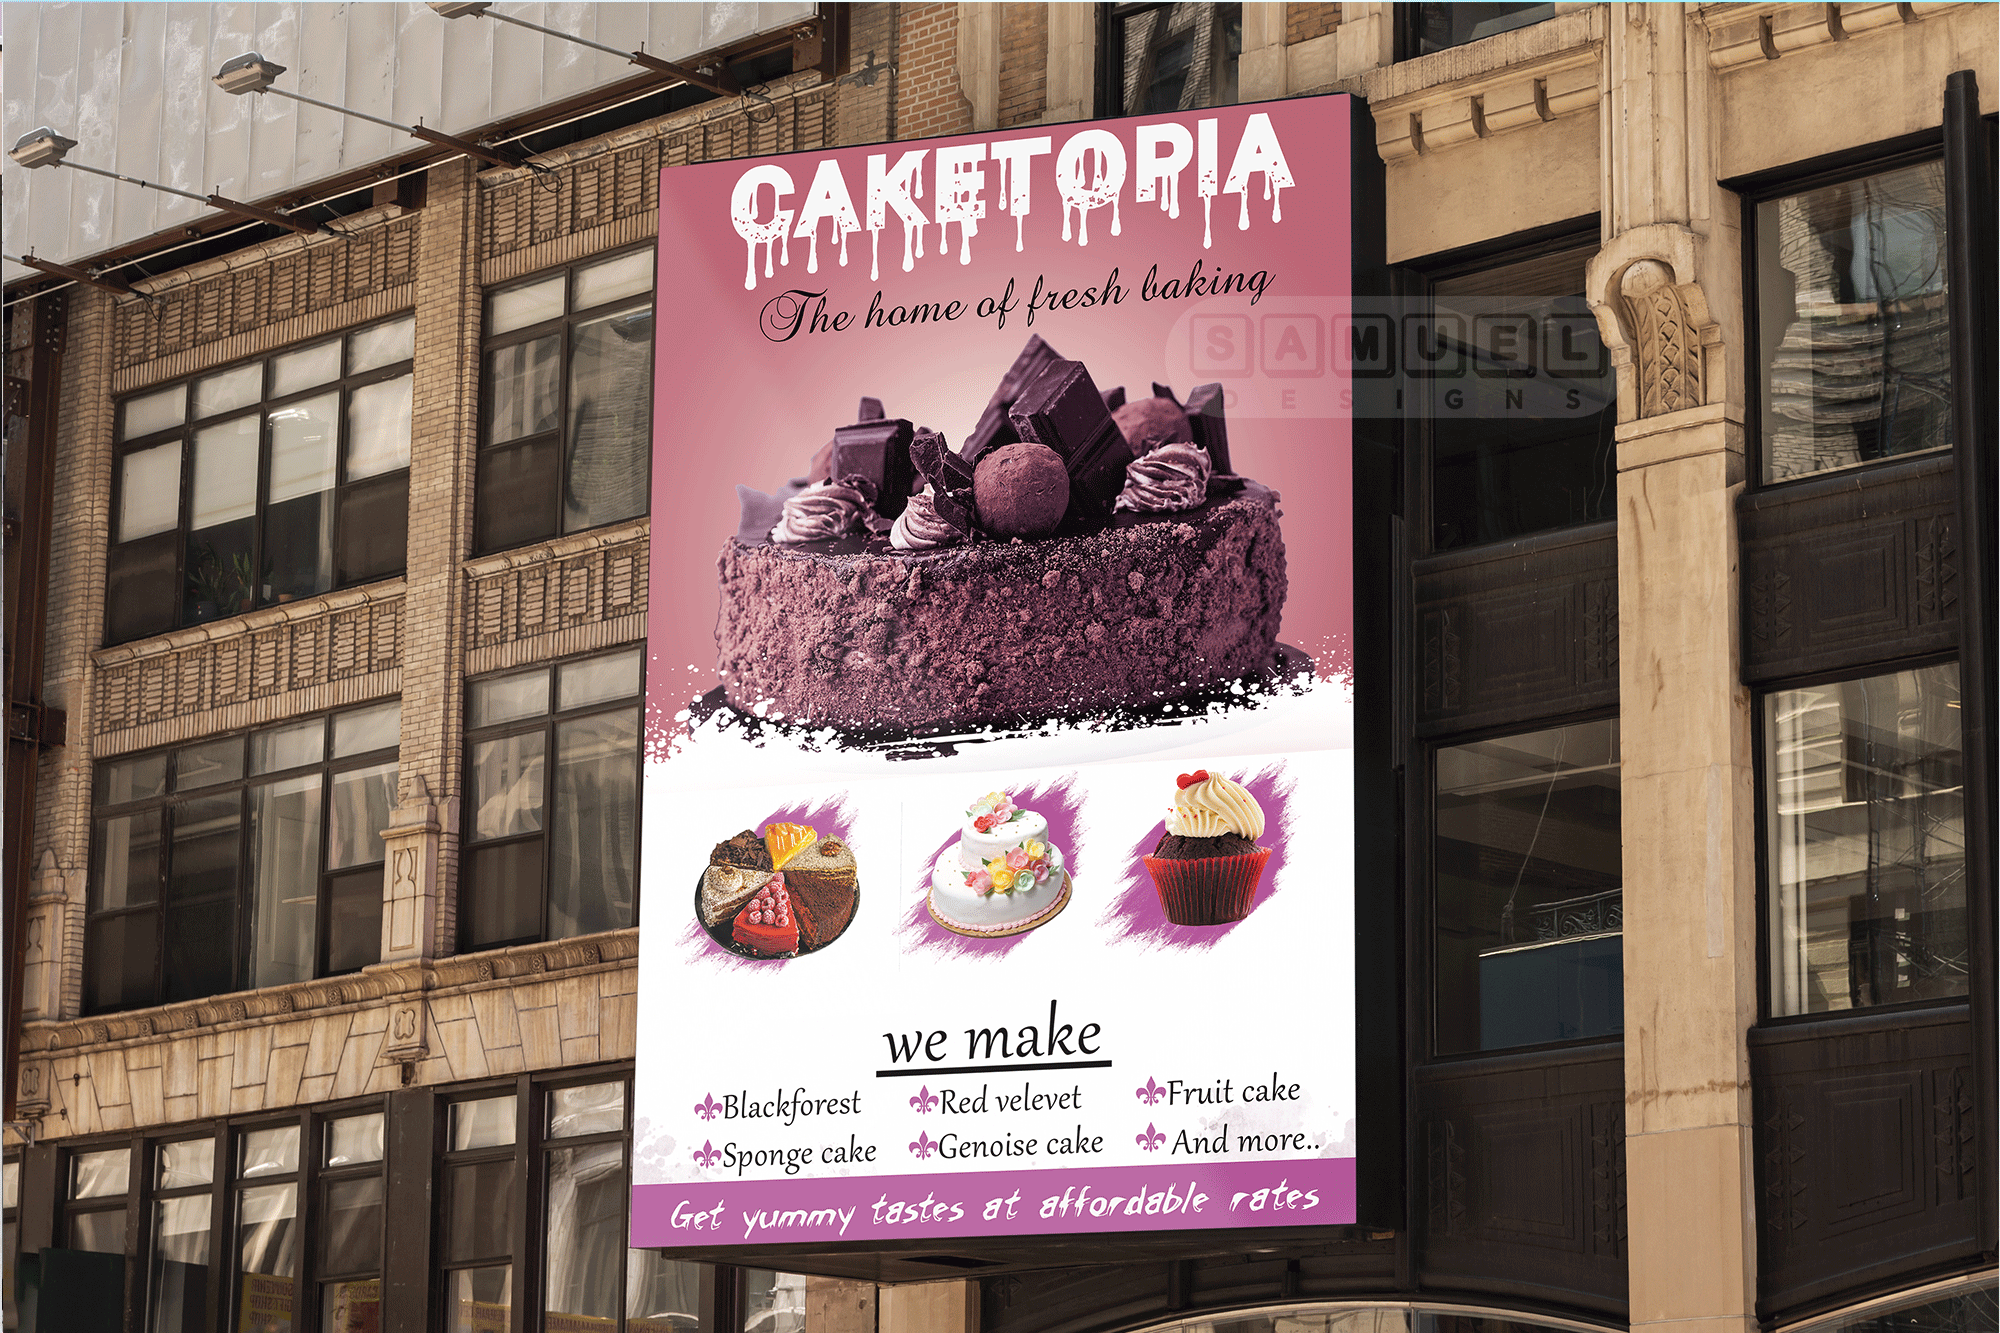 CAKETOPIA
The home of fresh baking
SAMUEL
DESIGNS
we make
Blackforest
Red velevet
Fruit cake
Sponge cake
Genoise cake
And more..
Get yummy tastes at affordable rates